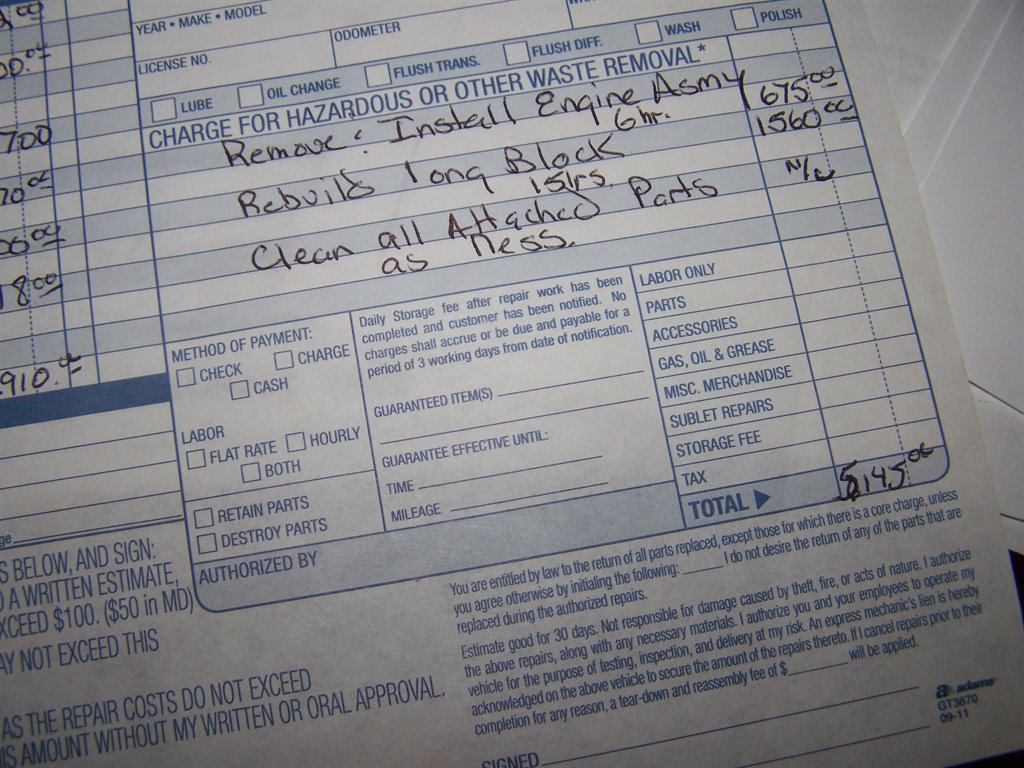 YEAR • MAKE • MODEL
LICENSE NO.
ODOMETER
LUBE
OIL CHANGE
FLUSH TRANS.
FLUSH DIFF.
WASH
POLISH
CHARGE FOR HAZARDOUS OR OTHER WASTE REMOVAL*
Remove & Install Engine Asmy 675.00
6 hr.
Rebuild long Block 1560.00
15hrs.
Clean all Attached Parts N/C
as Ness.
700
8.00
910.
METHOD OF PAYMENT:
CHECK
CHARGE
CASH
LABOR
FLAT RATE
HOURLY
BOTH
RETAIN PARTS
DESTROY PARTS
AUTHORIZED BY
Daily Storage fee after repair work has been
completed and customer has been notified. No
charges shall accrue or be due and payable for a
period of 3 working days from date of notification.
GUARANTEED ITEM(S)
GUARANTEE EFFECTIVE UNTIL:
TIME
MILEAGE
LABOR ONLY
PARTS
ACCESSORIES
GAS, OIL & GREASE
MISC. MERCHANDISE
SUBLET REPAIRS
STORAGE FEE
TAX
TOTAL 5145.00
S BELOW, AND SIGN:
A WRITTEN ESTIMATE,
XCEED $100. ($50 in MD)
AY NOT EXCEED THIS
AS THE REPAIR COSTS DO NOT EXCEED
IS AMOUNT WITHOUT MY WRITTEN OR ORAL APPROVAL.
You are entitled by law to the return of all parts replaced, except those for which there is a core charge, unless
you agree otherwise by initialing the following: I do not desire the return of any of the parts that are
replaced during the authorized repairs.
Estimate good for 30 days. Not responsible for damage caused by theft, fire, or acts of nature. I authorize
the above repairs, along with any necessary materials. I authorize you and your employees to operate my
vehicle for the purpose of testing, inspection, and delivery at my risk. An express mechanic's lien is hereby
acknowledged on the above vehicle to secure the amount of the repairs thereto. If I cancel repairs prior to their
completion for any reason, a tear-down and reassembly fee of $ will be applied.
SIGNED
adams
GT3870
09-11